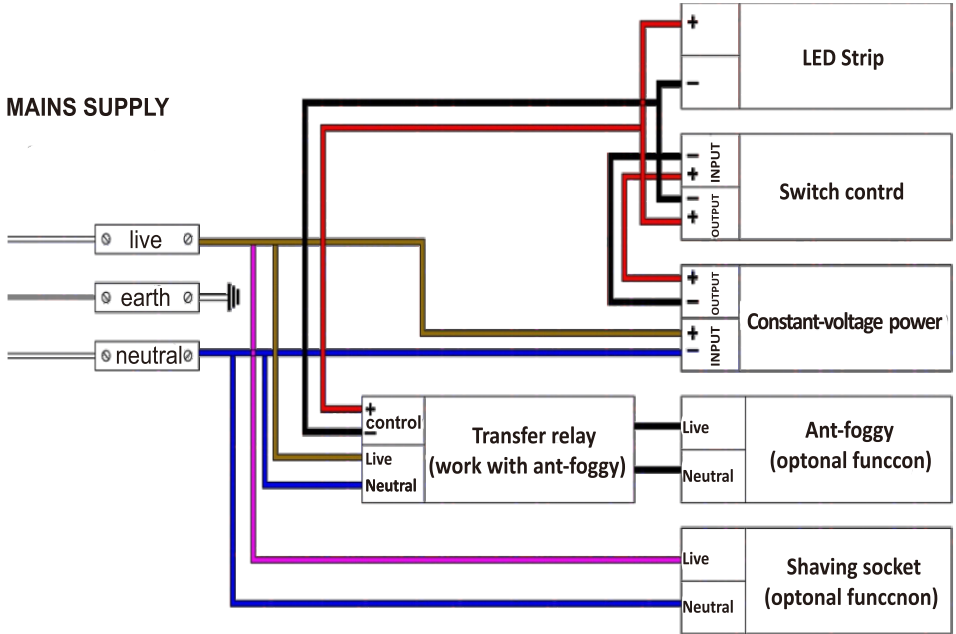 MAINS SUPPLY
live
earth
neutral
+
−
LED Strip
−
+
INPUT
−
+
OUTPUT
Switch contrd
+
−
OUTPUT
+
−
INPUT
Constant-voltage power
+
control
−
Live
Neutral
Transfer relay
(work with ant-foggy)
Live
Neutral
Ant-foggy
(optonal funccon)
Live
Neutral
Shaving socket
(optonal funccnon)